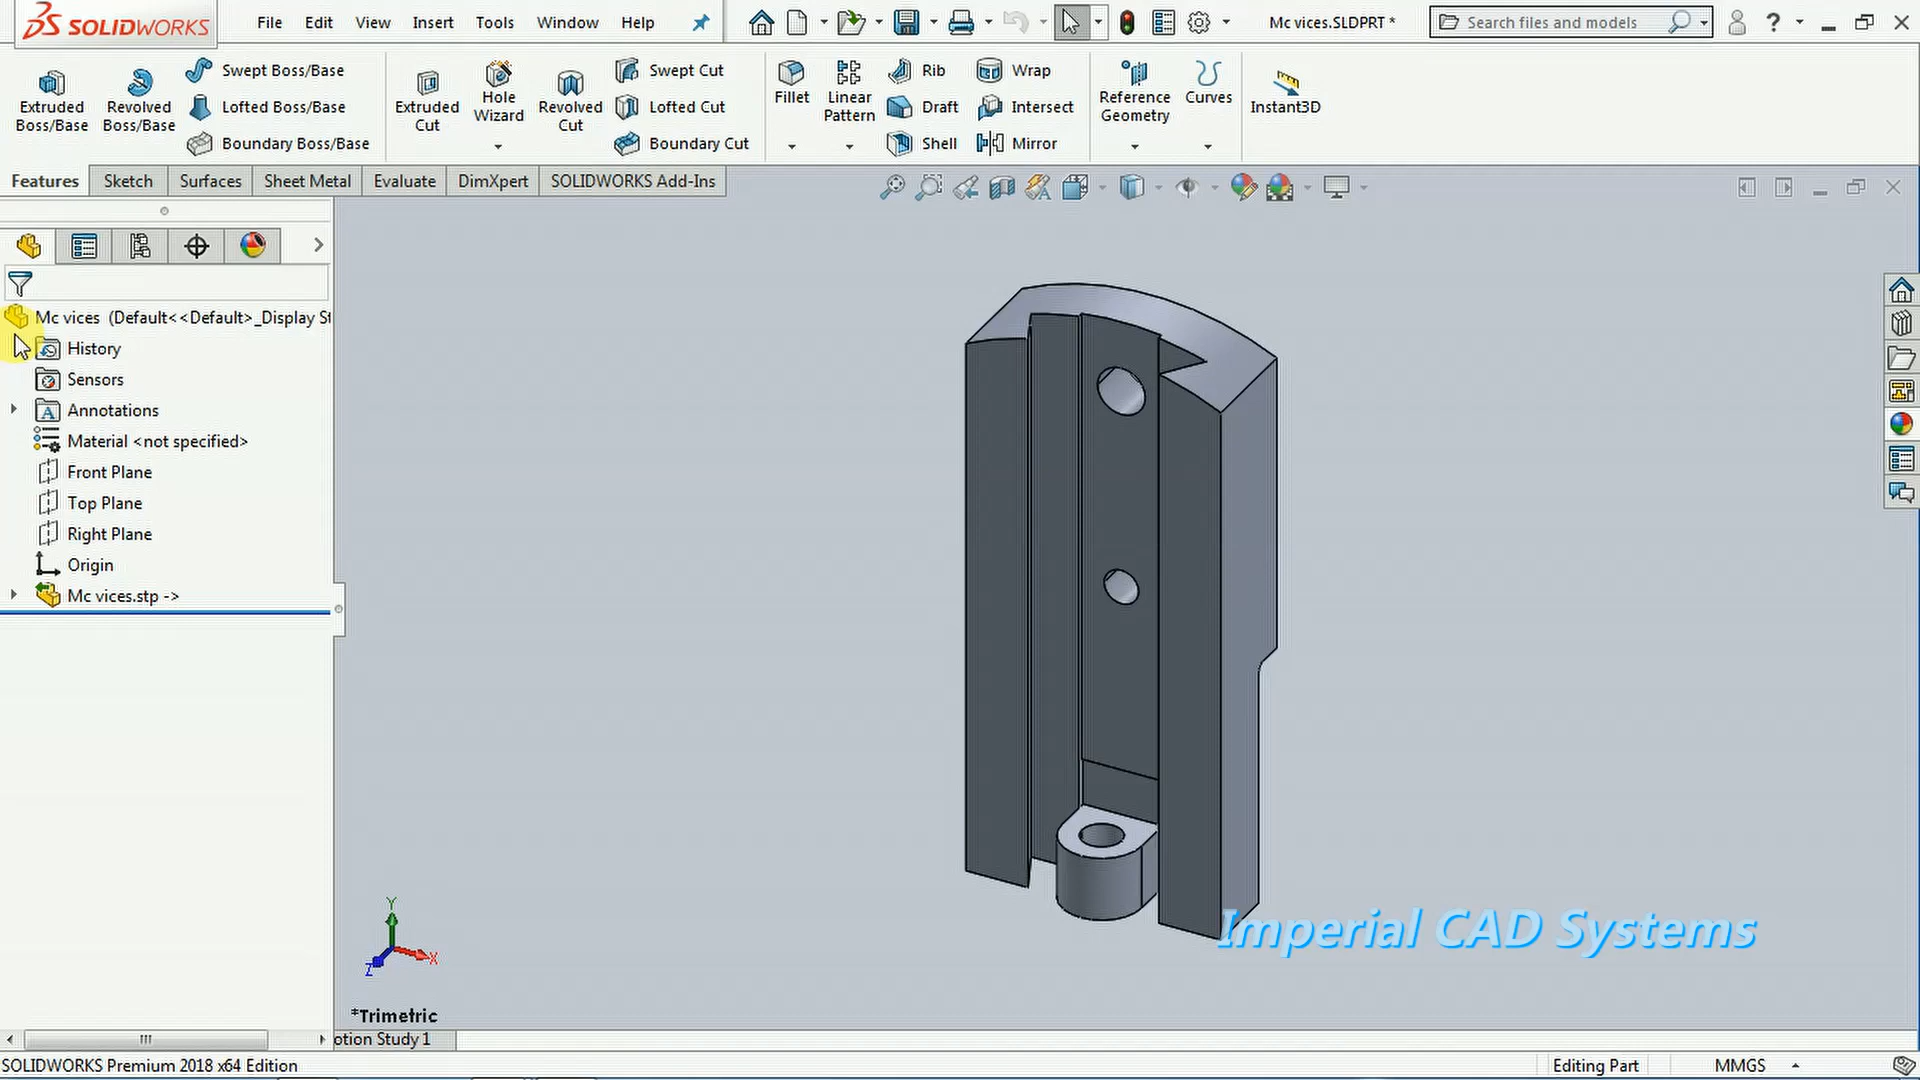 SOLIDWORKS
File Edit View Insert Tools Window Help
Mc vices.SLDPRT *
Search files and models
?
Extruded Boss/Base
Revolved Boss/Base
Swept Boss/Base
Lofted Boss/Base
Boundary Boss/Base
Extruded Cut
Hole Wizard
Revolved Cut
Swept Cut
Lofted Cut
Boundary Cut
Fillet
Linear Pattern
Rib
Draft
Shell
Wrap
Intersect
Mirror
Reference Geometry
Curves
Instant3D
Features Sketch Surfaces Sheet Metal Evaluate DimXpert SOLIDWORKS Add-Ins
Mc vices (Default<<Default>_Display St
History
Sensors
Annotations
Material <not specified>
Front Plane
Top Plane
Right Plane
Origin
Mc vices.stp ->
Y
X
Z
Imperial CAD Systems
*Trimetric
otion Study 1
SOLIDWORKS Premium 2018 x64 Edition
Editing Part
MMGS